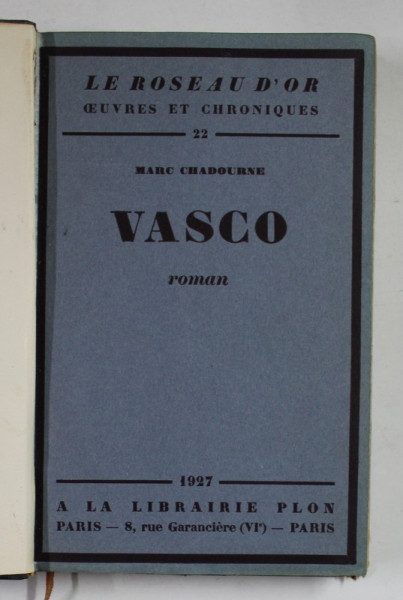 LE ROSEAU D'OR
ŒUVRES ET CHRONIQUES
22
MARC CHADOURNE
VASCO
roman
1927
A LA LIBRAIRIE PLON
PARIS — 8, rue Garancière (VIᵉ) — PARIS